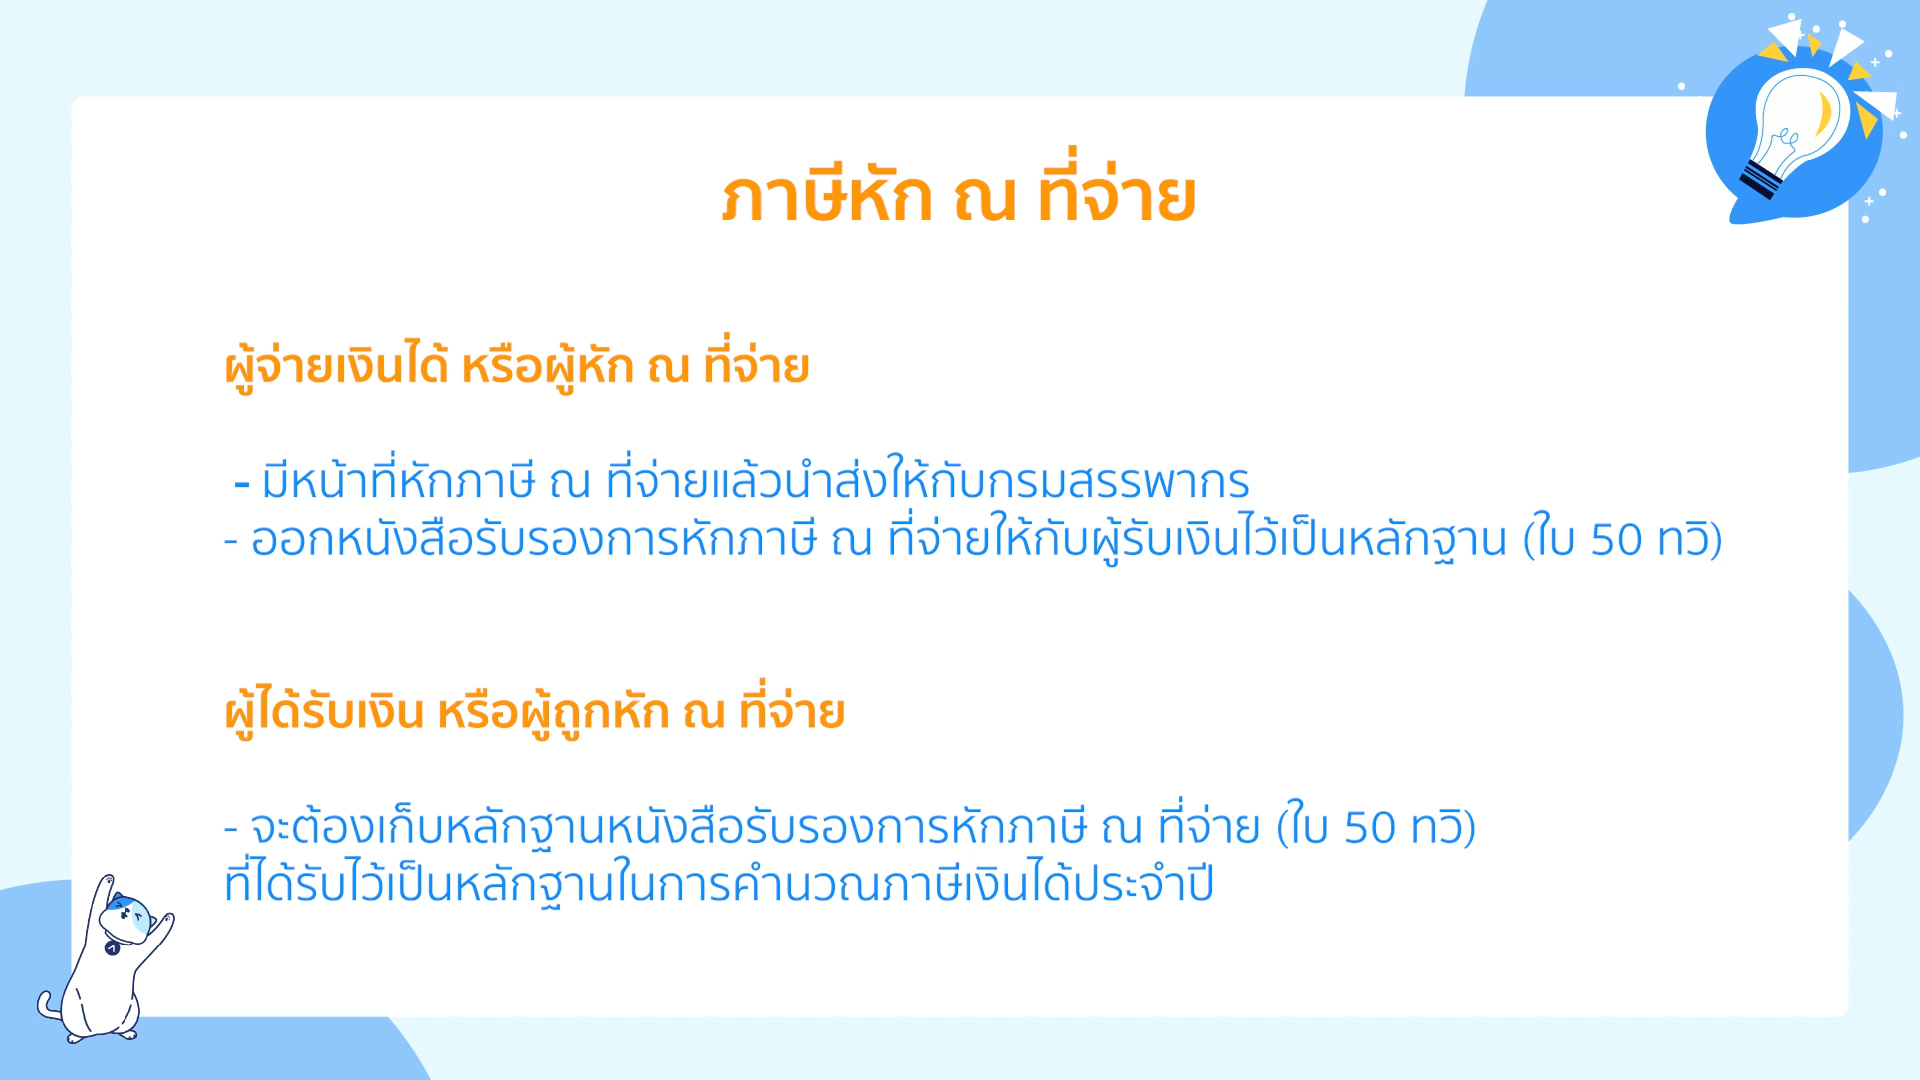 ภาษีหัก ณ ที่จ่าย
ผู้จ่ายเงินได้ หรือผู้หัก ณ ที่จ่าย
- มีหน้าที่หักภาษี ณ ที่จ่ายแล้วนำส่งให้กับกรมสรรพากร
- ออกหนังสือรับรองการหักภาษี ณ ที่จ่ายให้กับผู้รับเงินไว้เป็นหลักฐาน (ใบ 50 ทวิ)
ผู้ได้รับเงิน หรือผู้ถูกหัก ณ ที่จ่าย
- จะต้องเก็บหลักฐานหนังสือรับรองการหักภาษี ณ ที่จ่าย (ใบ 50 ทวิ)
ที่ได้รับไว้เป็นหลักฐานในการคำนวณภาษีเงินได้ประจำปี